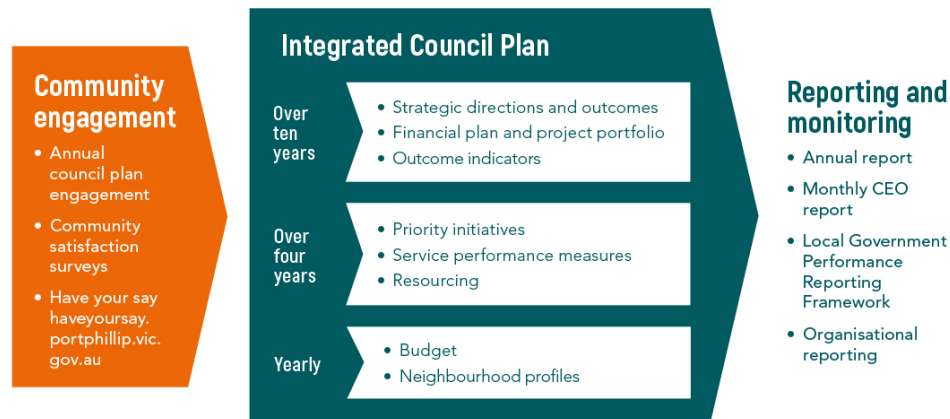 Community
engagement
• Annual
council plan
engagement
• Community
satisfaction
surveys
• Have your say
haveyoursay.
portphillip.vic.
gov.au
Integrated Council Plan
Over
ten
years
• Strategic directions and outcomes
• Financial plan and project portfolio
• Outcome indicators
Over
four
years
• Priority initiatives
• Service performance measures
• Resourcing
Yearly
• Budget
• Neighbourhood profiles
Reporting and
monitoring
• Annual report
• Monthly CEO
report
• Local Government
Performance
Reporting
Framework
• Organisational
reporting